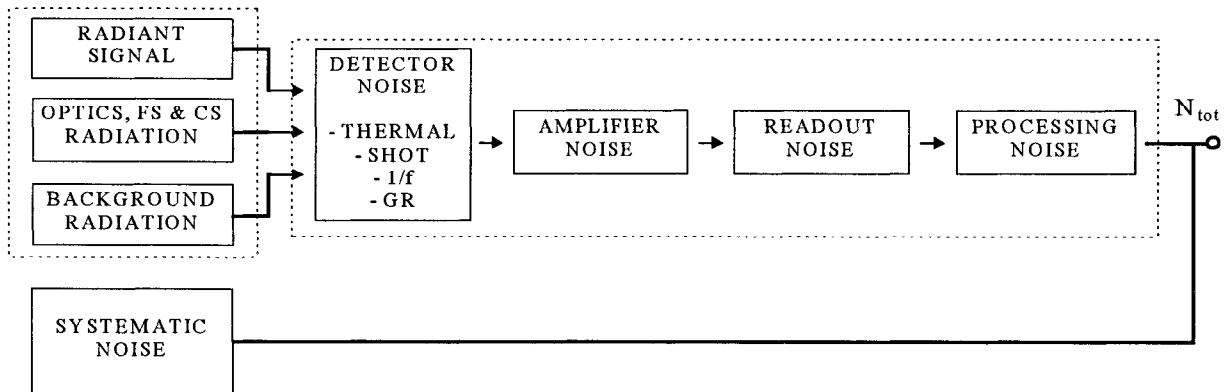 RADIANT
SIGNAL
OPTICS, FS & CS
RADIATION
BACKGROUND
RADIATION
DETECTOR
NOISE
- THERMAL
- SHOT
- 1/f
- GR
AMPLIFIER
NOISE
READOUT
NOISE
PROCESSING
NOISE
N_tot
SYSTEMATIC
NOISE